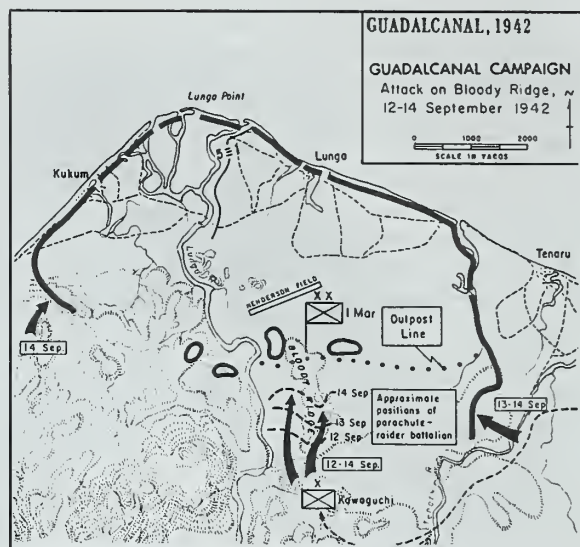 GUADALCANAL, 1942
GUADALCANAL CAMPAIGN
Attack on Bloody Ridge,
12-14 September 1942
0 1000 2000
SCALE IN YARDS
Lunga Point
Lunga
Kukum
Tenaru
HENDERSON FIELD
X X
I Mar
Outpost
Line
14 Sep.
BLOODY RIDGE
14 Sep
13 Sep
12 Sep
Approximate
positions of
parachute-
raider battalion
13-14 Sep
12-14 Sep.
X
Kawaguchi